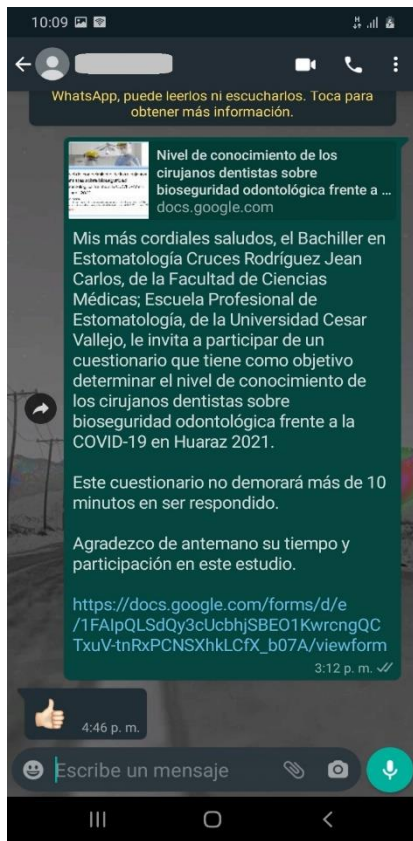 10:09
WhatsApp, puede leerlos ni escucharlos. Toca para
obtener más información.
Nivel de conocimiento de los
cirujanos dentistas sobre
bioseguridad odontológica frente a ...
docs.google.com
Mis más cordiales saludos, el Bachiller en
Estomatología Cruces Rodríguez Jean
Carlos, de la Facultad de Ciencias
Médicas; Escuela Profesional de
Estomatología, de la Universidad Cesar
Vallejo, le invita a participar de un
cuestionario que tiene como objetivo
determinar el nivel de conocimiento de
los cirujanos dentistas sobre
bioseguridad odontológica frente a la
COVID-19 en Huaraz 2021.
Este cuestionario no demorará más de 10
minutos en ser respondido.
Agradezco de antemano su tiempo y
participación en este estudio.
https://docs.google.com/forms/d/e
/1FAIpQLSdQy3cUcbhjSBEO1KwrcngQC
TxuV-tnRxPCNSXhkLCfX_b07A/viewform
3:12 p. m.
4:46 p. m.
Escribe un mensaje